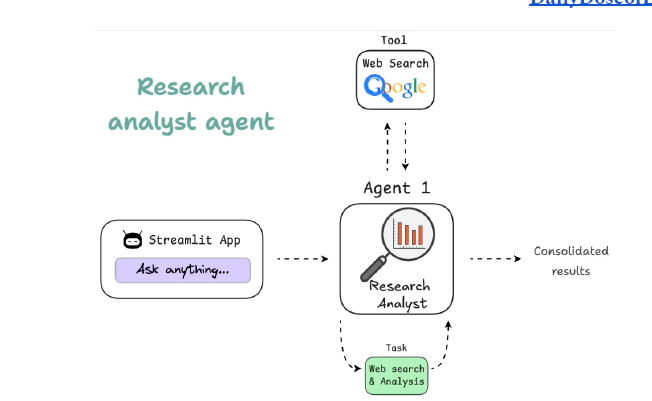 Tool
Web Search
Google
Research
analyst agent
Agent 1
Streamlit App
Ask anything...
Research
Analyst
Consolidated
results
Task
Web search
& Analysis